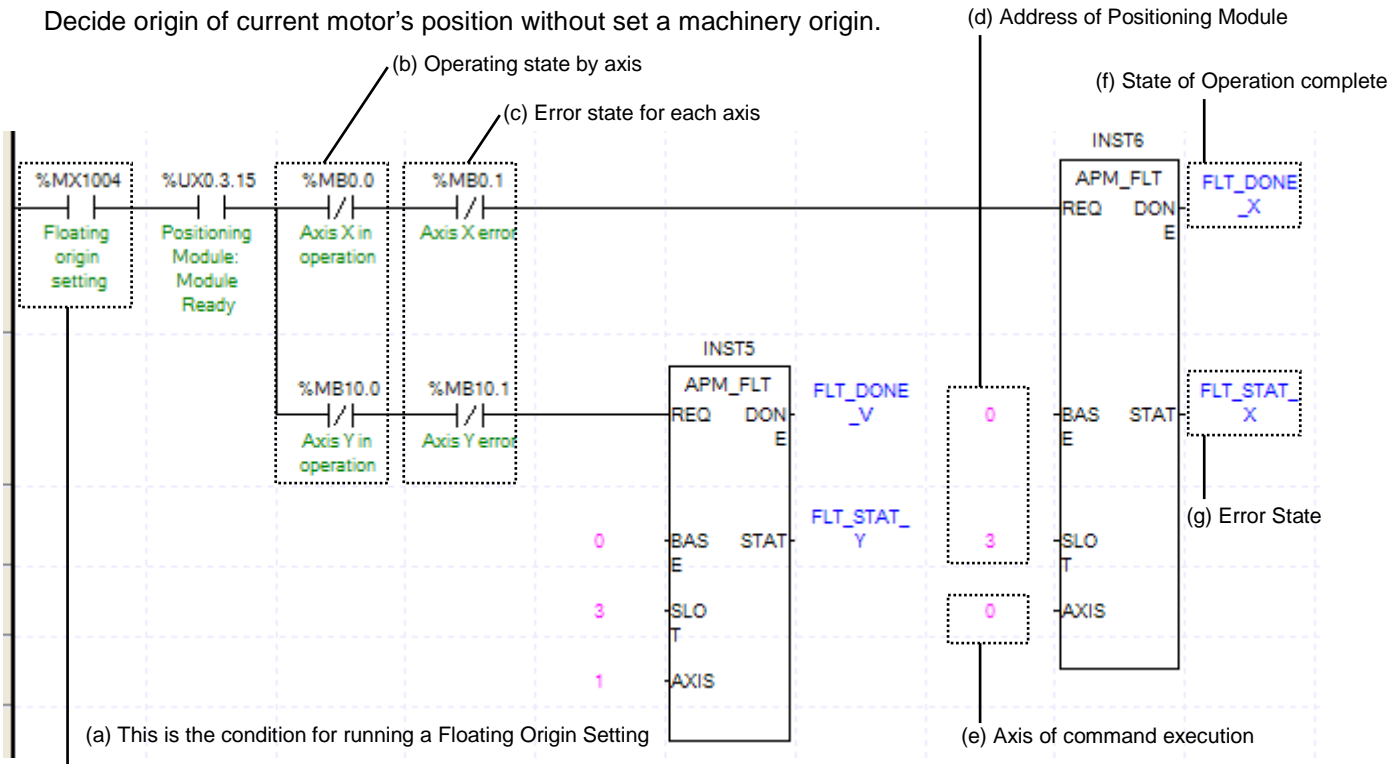 Decide origin of current motor's position without set a machinery origin.
(d) Address of Positioning Module
(b) Operating state by axis
(f) State of Operation complete
(c) Error state for each axis
INST6
%MX1004
%UX0.3.15
%MB0.0
%MB0.1
APM_FLT
FLT_DONE
_X
REQ
DON
E
Floating
origin
setting
Positioning
Module:
Module
Ready
Axis X in
operation
Axis X error
INST5
%MB10.0
%MB10.1
APM_FLT
REQ
DON
E
FLT_DONE
_V
0
BAS
E
STAT
FLT_STAT_
X
Axis Y in
operation
Axis Y error
0
BAS
E
STAT
FLT_STAT_
Y
3
SLO
T
(g) Error State
3
SLO
T
0
AXIS
1
AXIS
(a) This is the condition for running a Floating Origin Setting
(e) Axis of command execution